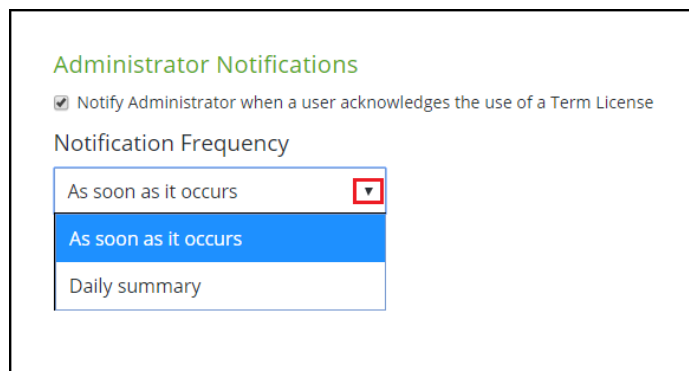 Administrator Notifications
Notify Administrator when a user acknowledges the use of a Term License
Notification Frequency
As soon as it occurs
As soon as it occurs
Daily summary